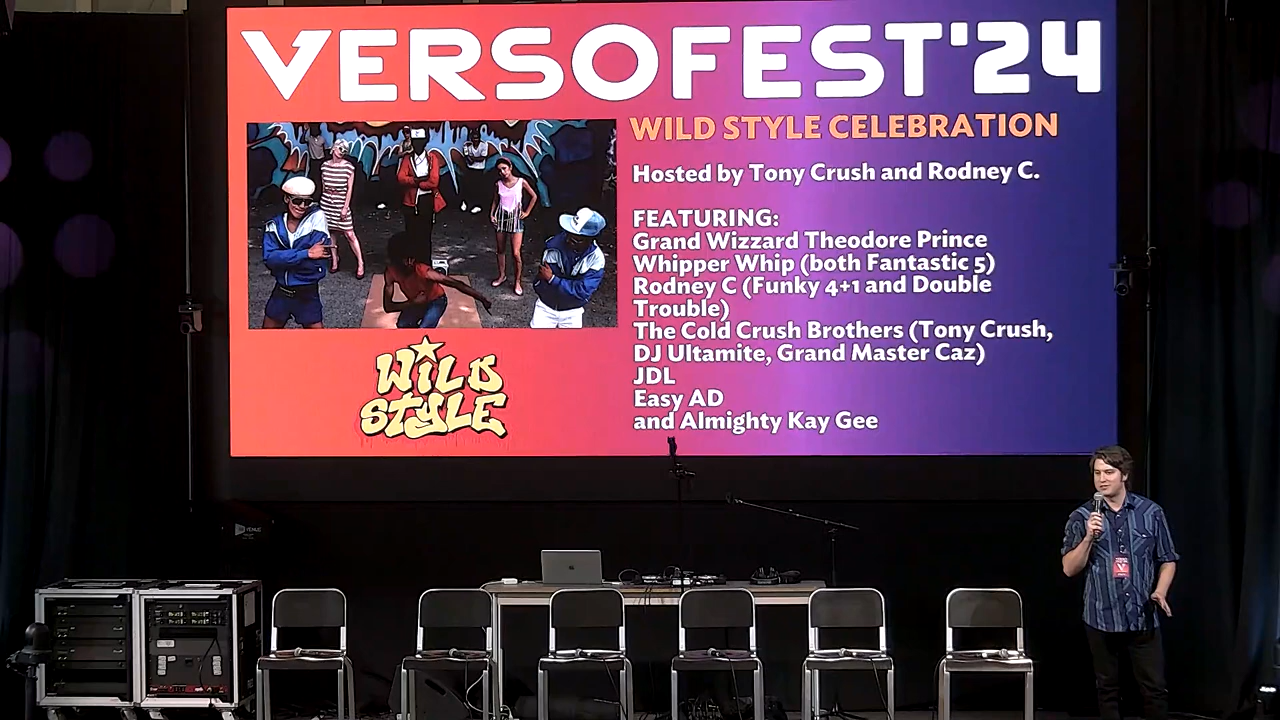 VERSOFEST'24
WILD STYLE CELEBRATION
Hosted by Tony Crush and Rodney C.
FEATURING:
Grand Wizzard Theodore Prince
Whipper Whip (both Fantastic 5)
Rodney C (Funky 4+1 and Double
Trouble)
The Cold Crush Brothers (Tony Crush,
DJ Ultamite, Grand Master Caz)
JDL
Easy AD
and Almighty Kay Gee
WILD
STYLE